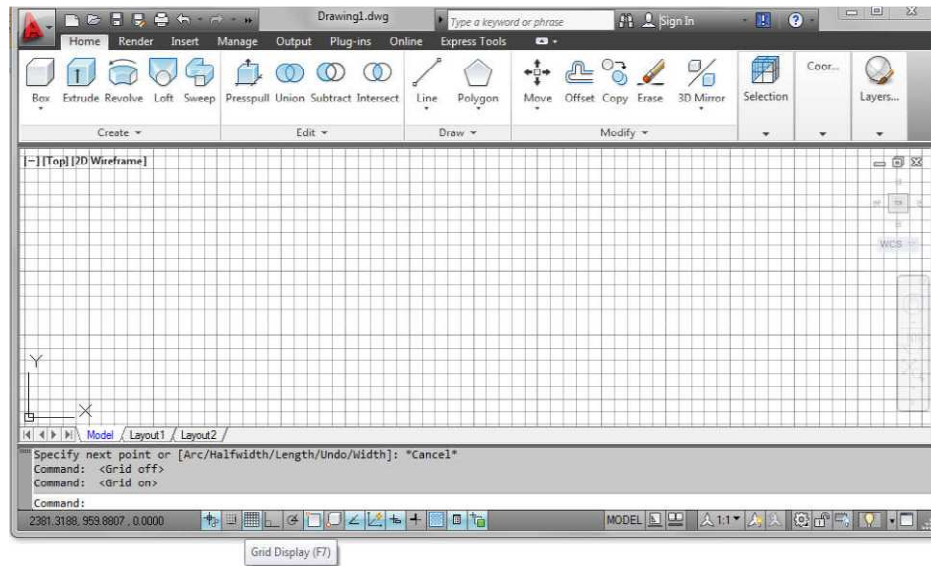 Drawing1.dwg Type a keyword or phrase Sign In
Home Render Insert Manage Output Plug-ins Online Express Tools
Box Extrude Revolve Loft Sweep Presspull Union Subtract Intersect Line Polygon Move Offset Copy Erase 3D Mirror Selection Coor... Layers...
Create Edit Draw Modify
[−] [Top] [2D Wireframe]
WCS
Y
X
Model Layout1 Layout2
Specify next point or [Arc/Halfwidth/Length/Undo/Width]: *Cancel*
Command: <Grid off>
Command: <Grid on>
Command:
2381.3188, 959.8807 , 0.0000 MODEL 1:1
Grid Display (F7)